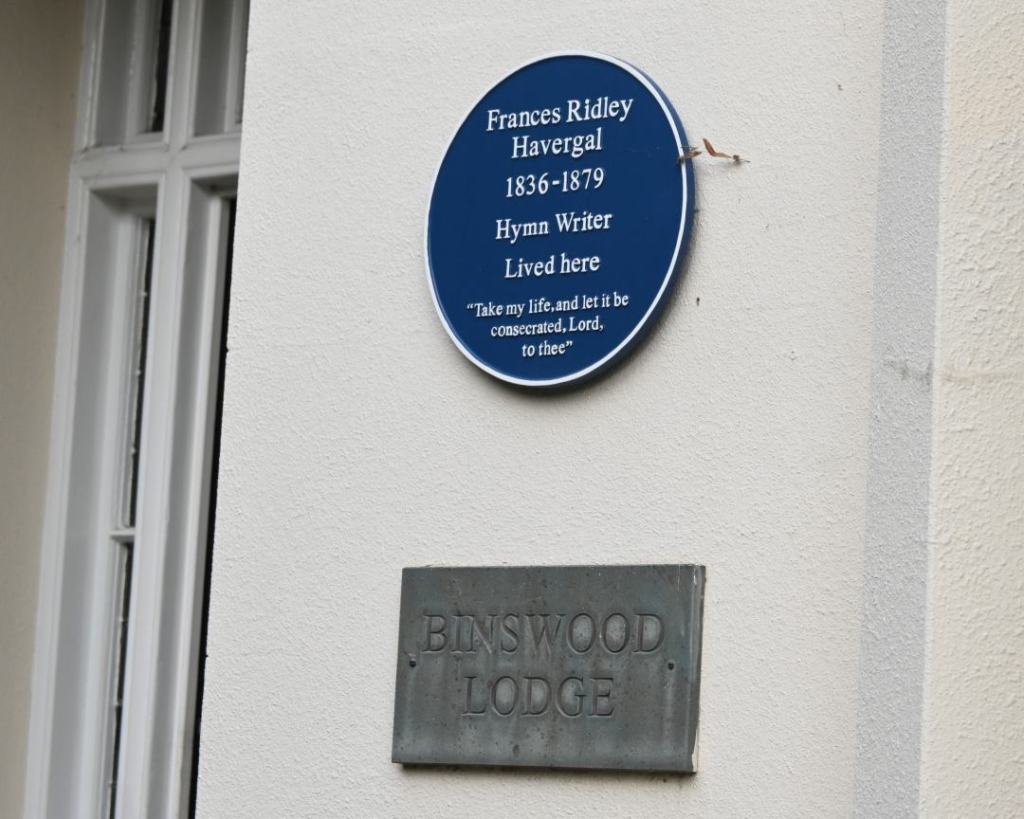 Frances Ridley
Havergal
1836-1879
Hymn Writer
Lived here
“Take my life, and let it be
consecrated, Lord,
to thee”
BINSWOOD
LODGE